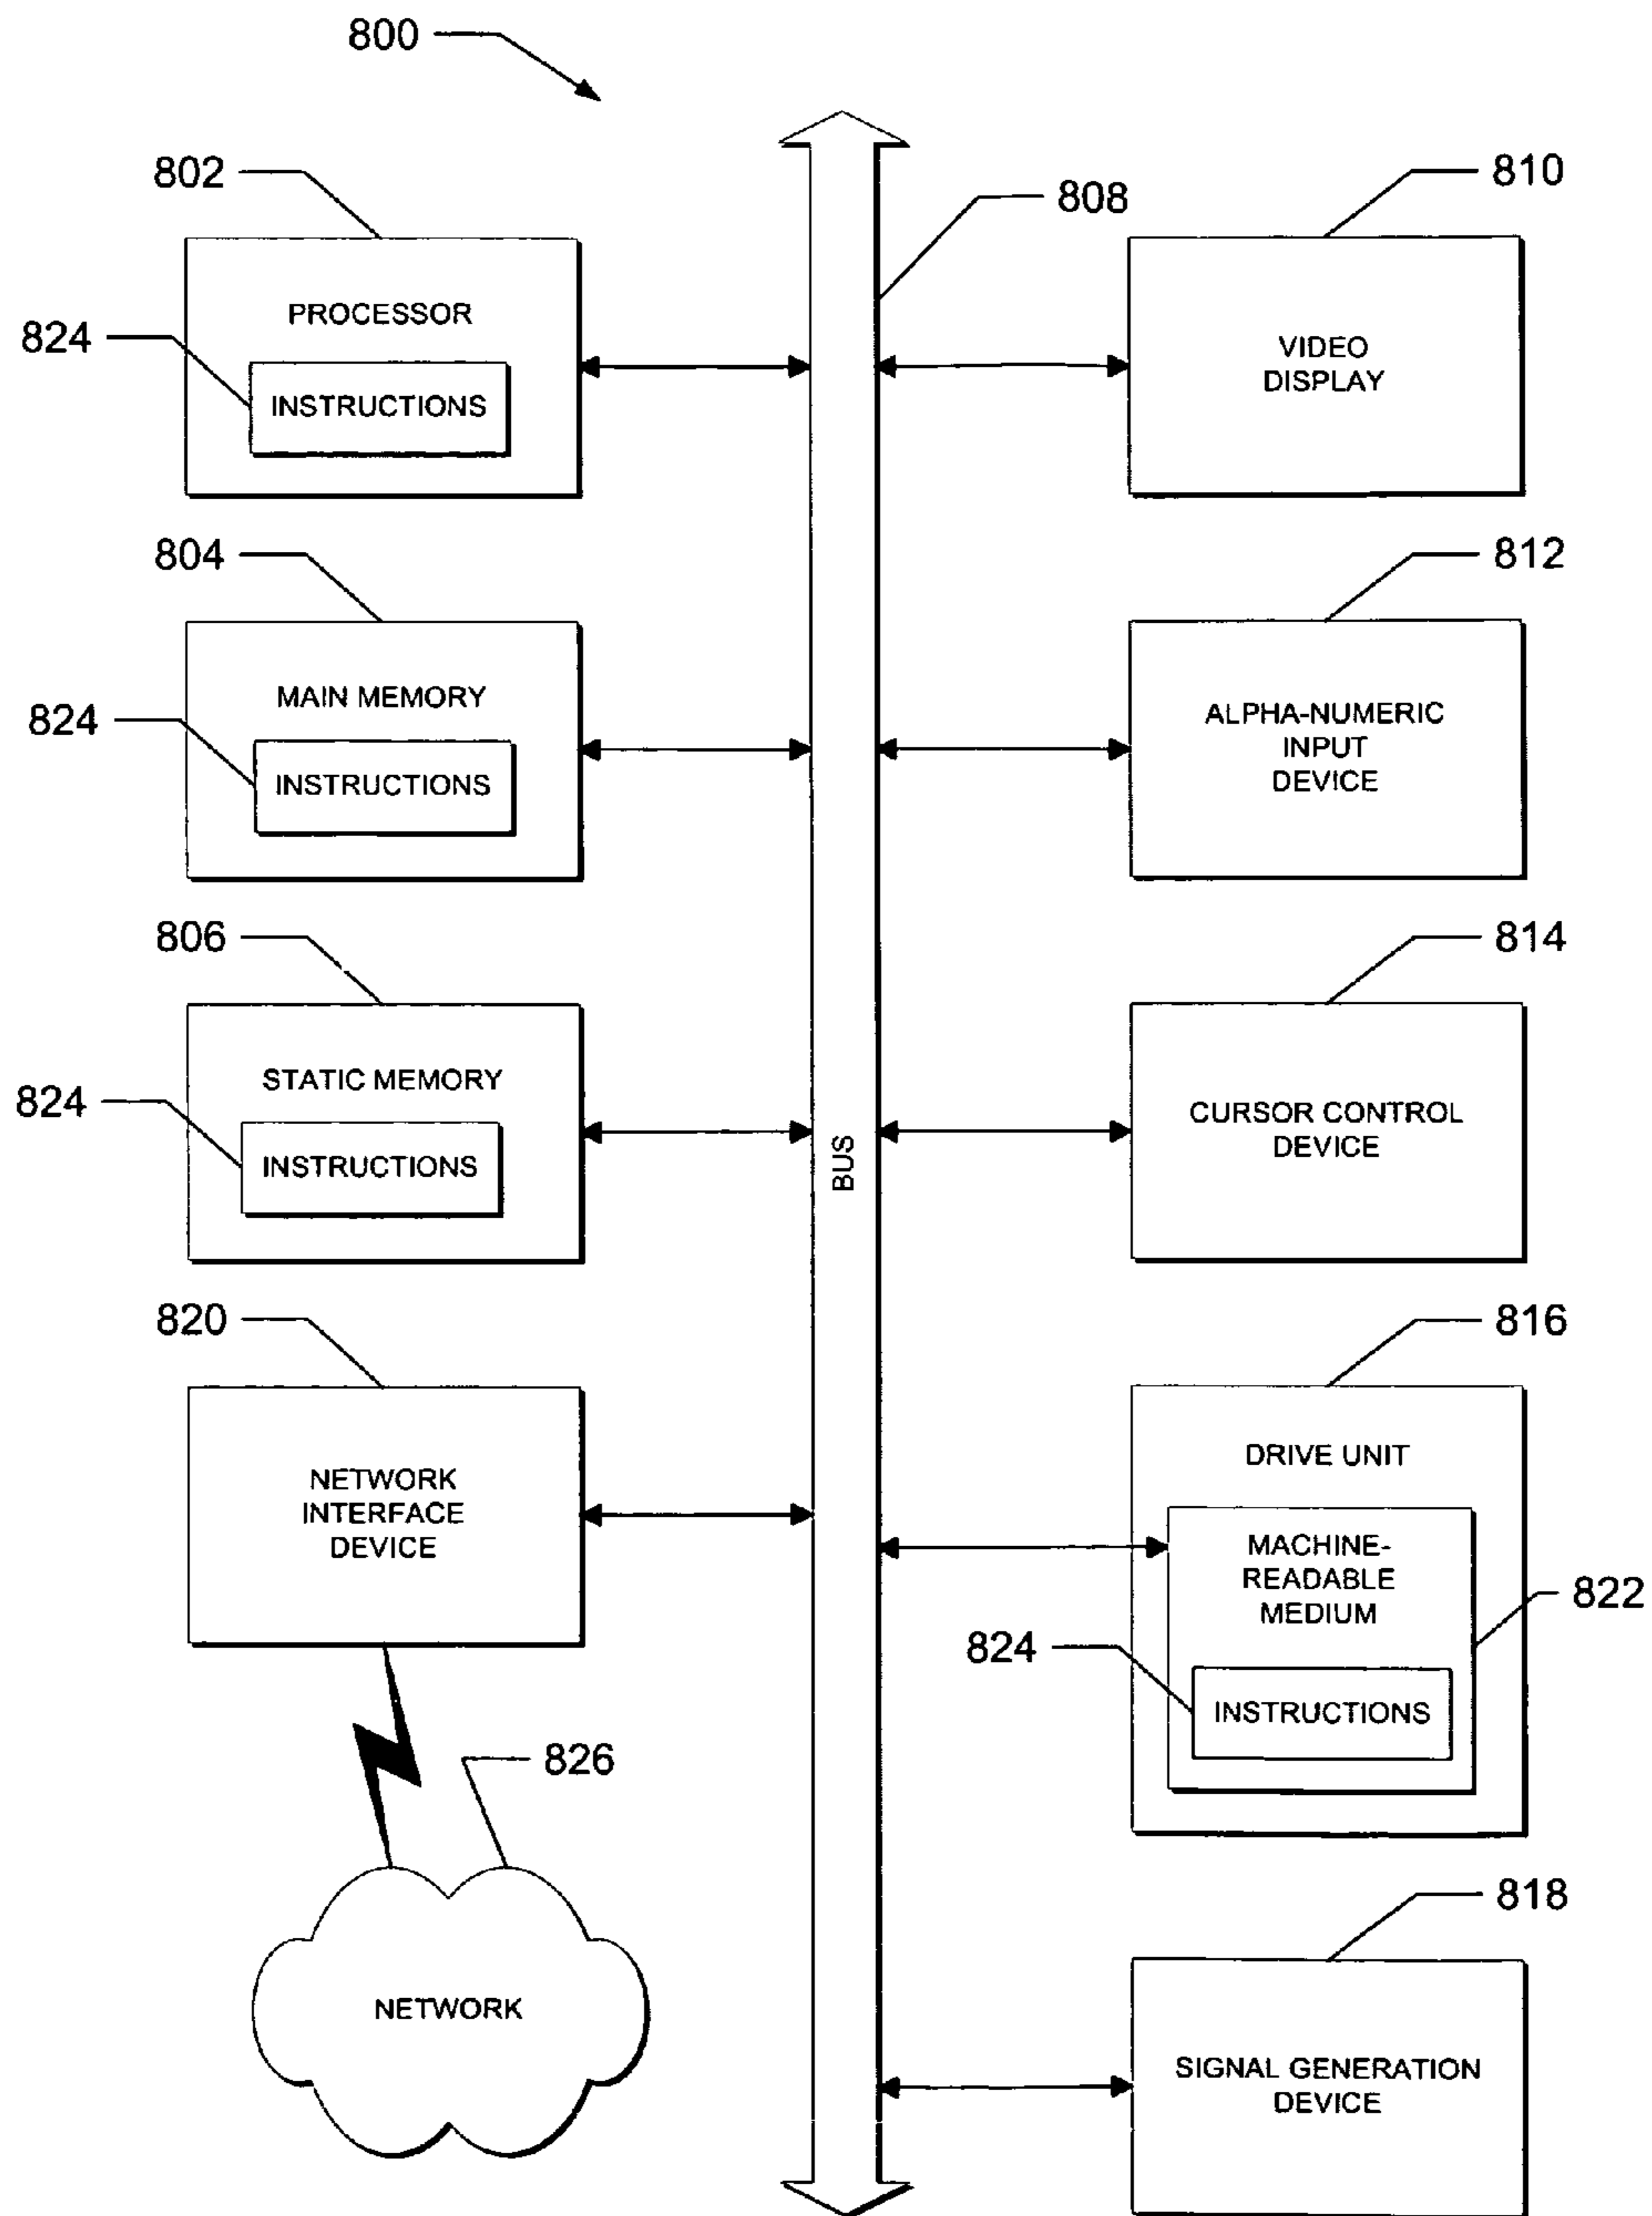 800
802
810
808
PROCESSOR
824
INSTRUCTIONS
VIDEO
DISPLAY
804
812
MAIN MEMORY
824
INSTRUCTIONS
ALPHA-NUMERIC
INPUT
DEVICE
806
814
STATIC MEMORY
824
INSTRUCTIONS
BUS
CURSOR CONTROL
DEVICE
820
816
NETWORK
INTERFACE
DEVICE
DRIVE UNIT
MACHINE-
READABLE
MEDIUM
822
824
INSTRUCTIONS
826
818
NETWORK
SIGNAL GENERATION
DEVICE